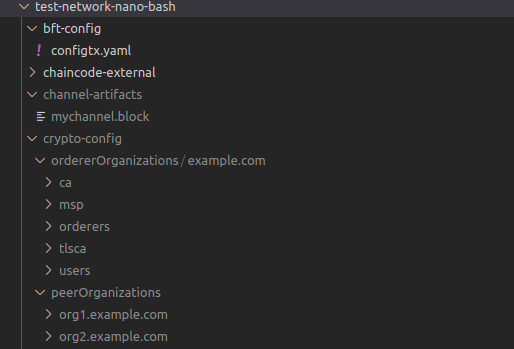 test-network-nano-bash
bft-config
! configtx.yaml
chaincode-external
channel-artifacts
mychannel.block
crypto-config
ordererOrganizations/example.com
ca
msp
orderers
tlsca
users
peerOrganizations
org1.example.com
org2.example.com